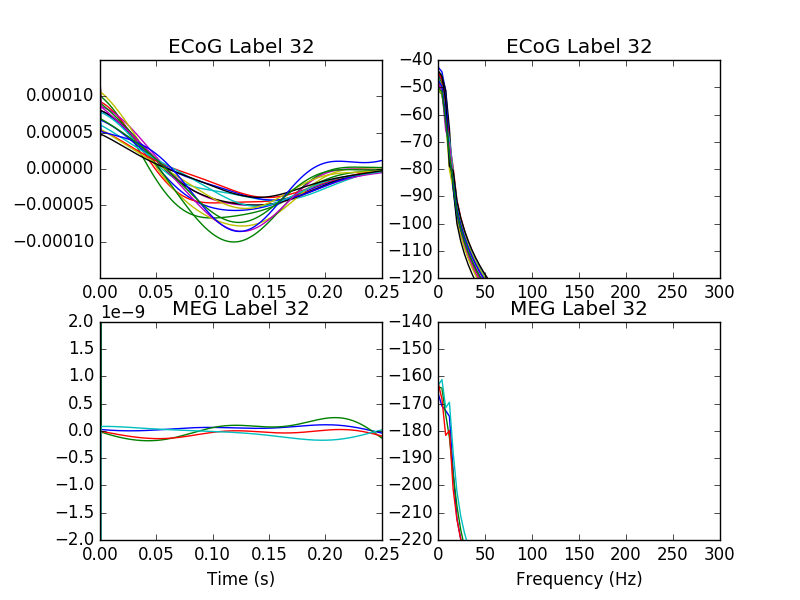 ECoG Label 32
0.00010
0.00005
0.00000
−0.00005
−0.00010
0.00 0.05 0.10 0.15 0.20 0.25
ECoG Label 32
−40
−50
−60
−70
−80
−90
−100
−110
−120
0 50 100 150 200 250 300
MEG Label 32
1e−9
2.0
1.5
1.0
0.5
0.0
−0.5
−1.0
−1.5
−2.0
0.00 0.05 0.10 0.15 0.20 0.25
Time (s)
MEG Label 32
−140
−150
−160
−170
−180
−190
−200
−210
−220
0 50 100 150 200 250 300
Frequency (Hz)